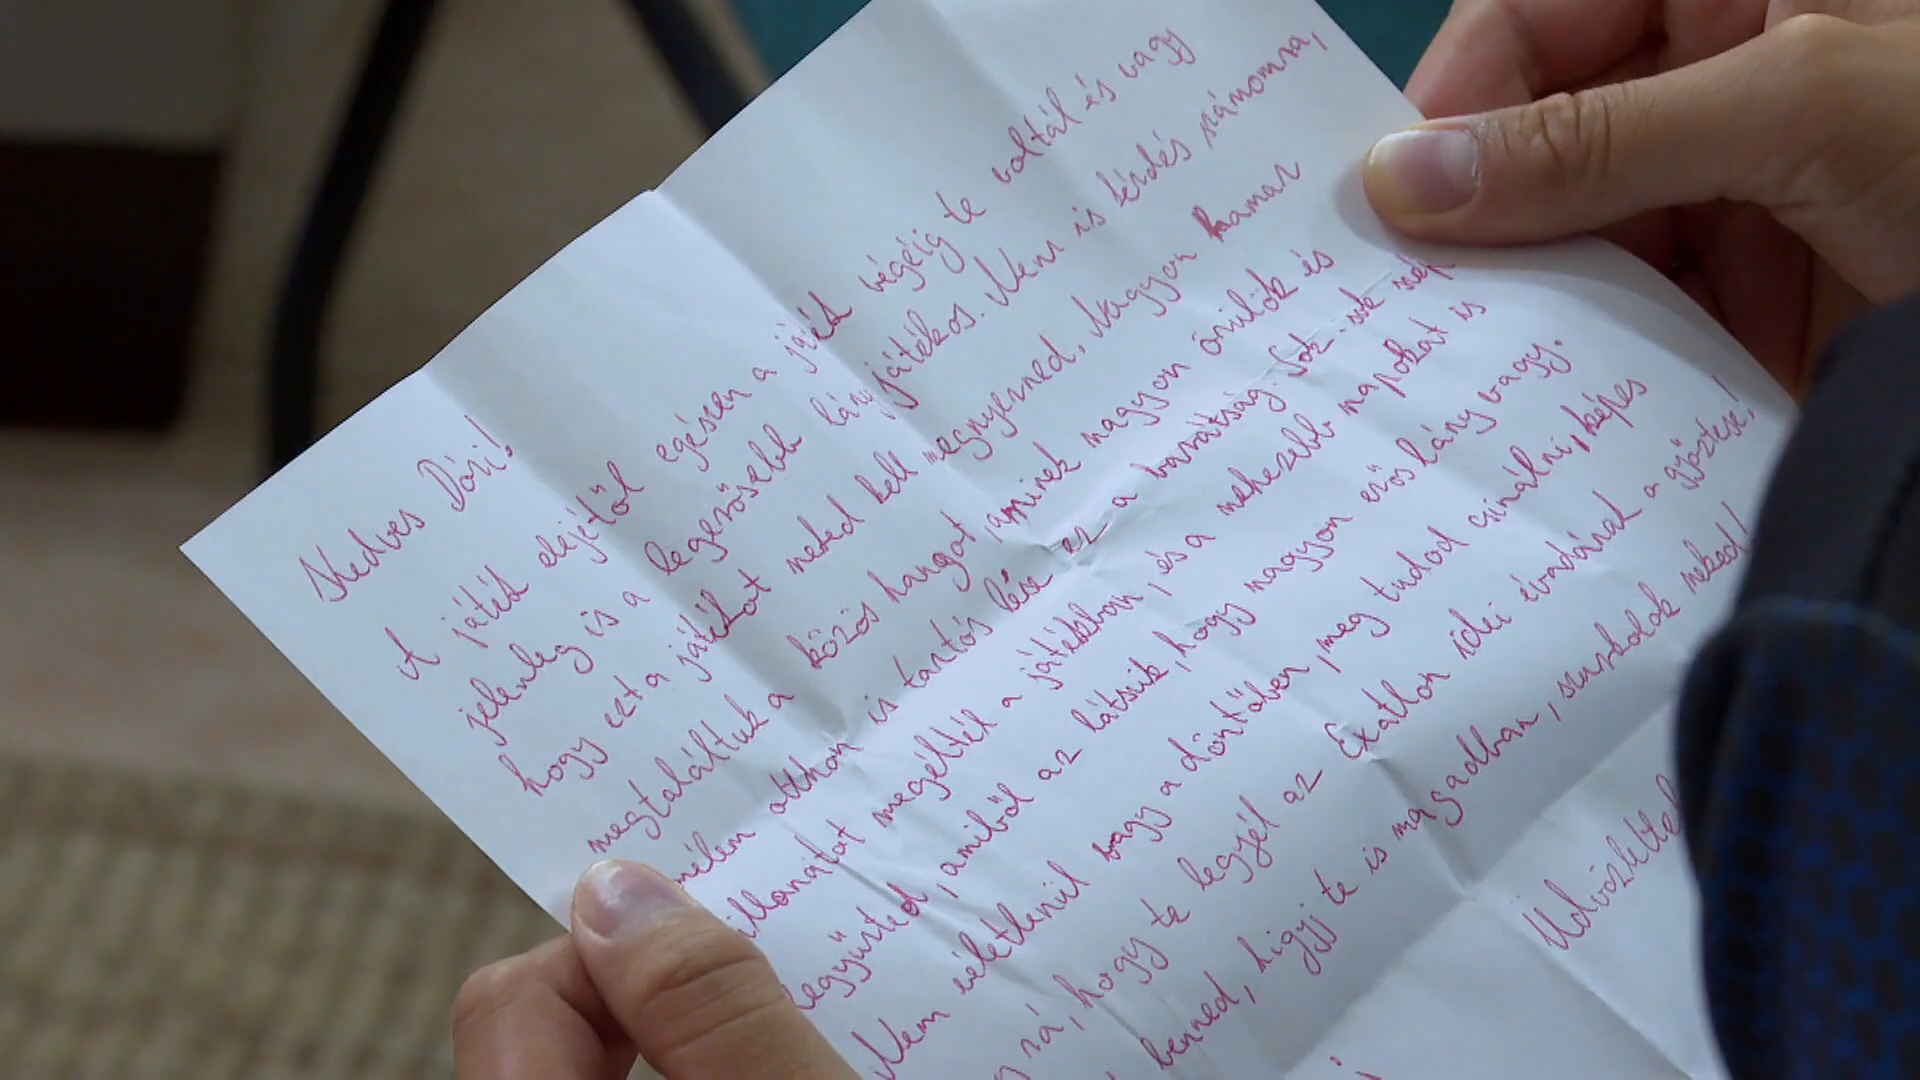 Kedves Dóri!
A játék elejétől egészen a játék végéig te voltál és vagy
jelenleg is a legerősebb lány játékos. Nem is kérdés számomra,
hogy ezt a játékot neked kell megnyerned. Nagyon hamar
megtaláltuk a közös hangot aminek nagyon örülök és
mélem otthon is tartós lesz ez a barátság. Sok-sok szép
illanatot megéltél a játékban, és a nehezebb napokat is
legyűrted, amiből az látszik, hogy nagyon erős lány vagy.
Nem véletlenül vagy a döntőben, meg tudod csinálni, képes
rá, hogy te legyél az Exatlon idei évadának a győztese!
benned, higgy te is magadban, szurkolok neked!
Üdvözlettel